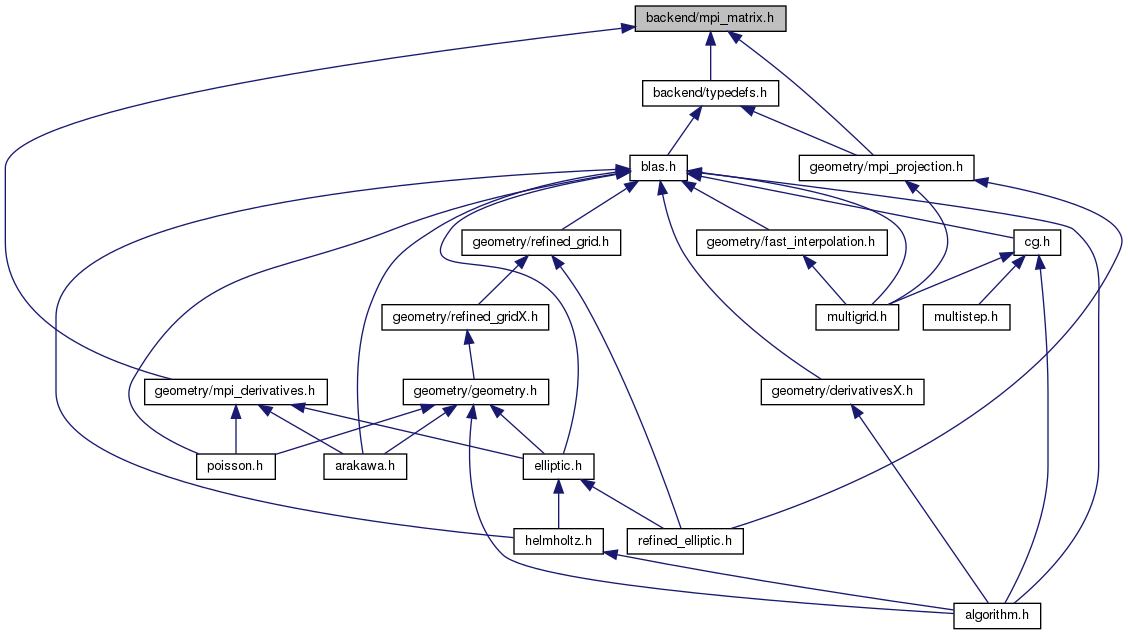 backend/mpi_matrix.h
backend/typedefs.h
blas.h
geometry/mpi_projection.h
geometry/refined_grid.h
geometry/fast_interpolation.h
cg.h
geometry/refined_gridX.h
multigrid.h
multistep.h
geometry/mpi_derivatives.h
geometry/geometry.h
geometry/derivativesX.h
poisson.h
arakawa.h
elliptic.h
helmholtz.h
refined_elliptic.h
algorithm.h